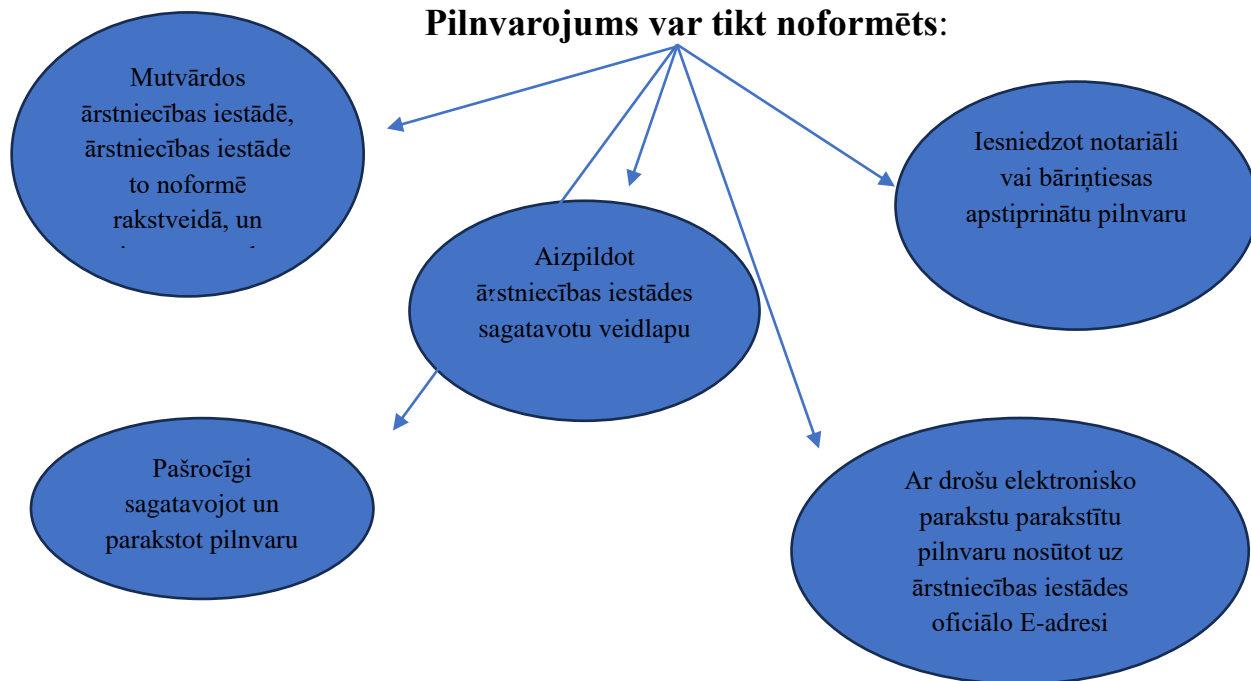 Pilnvarojums var tikt noformēts:
Mutvārdos
ārstniecības iestādē,
ārstniecības iestāde
to noformē
rakstveidā, un
Iesniedzot notariāli
vai bāriņtiesas
apstiprinātu pilnvaru
Aizpildot
ārstniecības iestādes
sagatavotu veidlapu
Pašrocīgi
sagatavojot un
parakstot pilnvaru
Ar drošu elektronisko
parakstu parakstītu
pilnvaru nosūtot uz
ārstniecības iestādes
oficiālo E-adresi